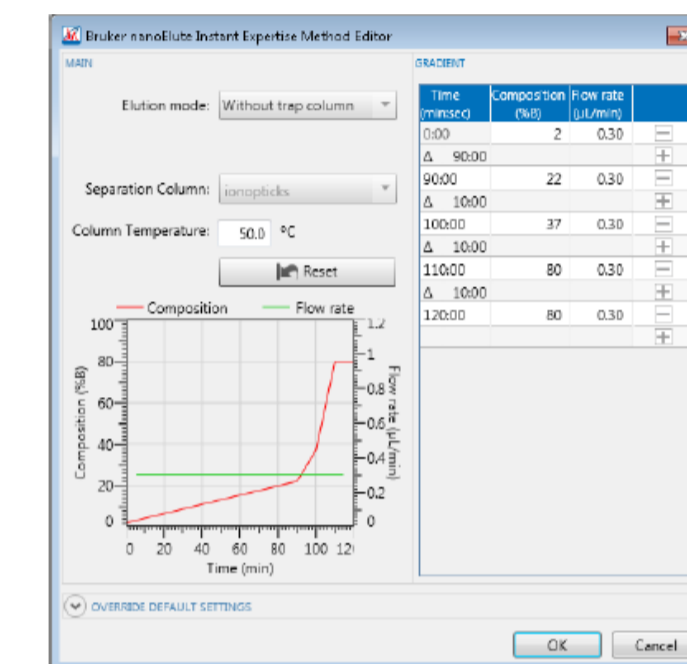 Bruker nanoElute Instant Expertise Method Editor
MAIN
Elution mode: Without trap column
Separation Column: ionopticks
Column Temperature: 50.0 ºC
Reset
Composition Flow rate
100
80
60
40
20
0
Composition (%B)
1.2
1
0.8
0.6
0.4
0.2
0
Flow rate (µL/min)
0 20 40 60 80 100 120
Time (min)
GRADIENT
Time (min:sec) Composition (%B) Flow rate (µL/min)
0:00 2 0.30
Δ 90:00
90:00 22 0.30
Δ 10:00
100:00 37 0.30
Δ 10:00
110:00 80 0.30
Δ 10:00
120:00 80 0.30
OVERRIDE DEFAULT SETTINGS
OK Cancel